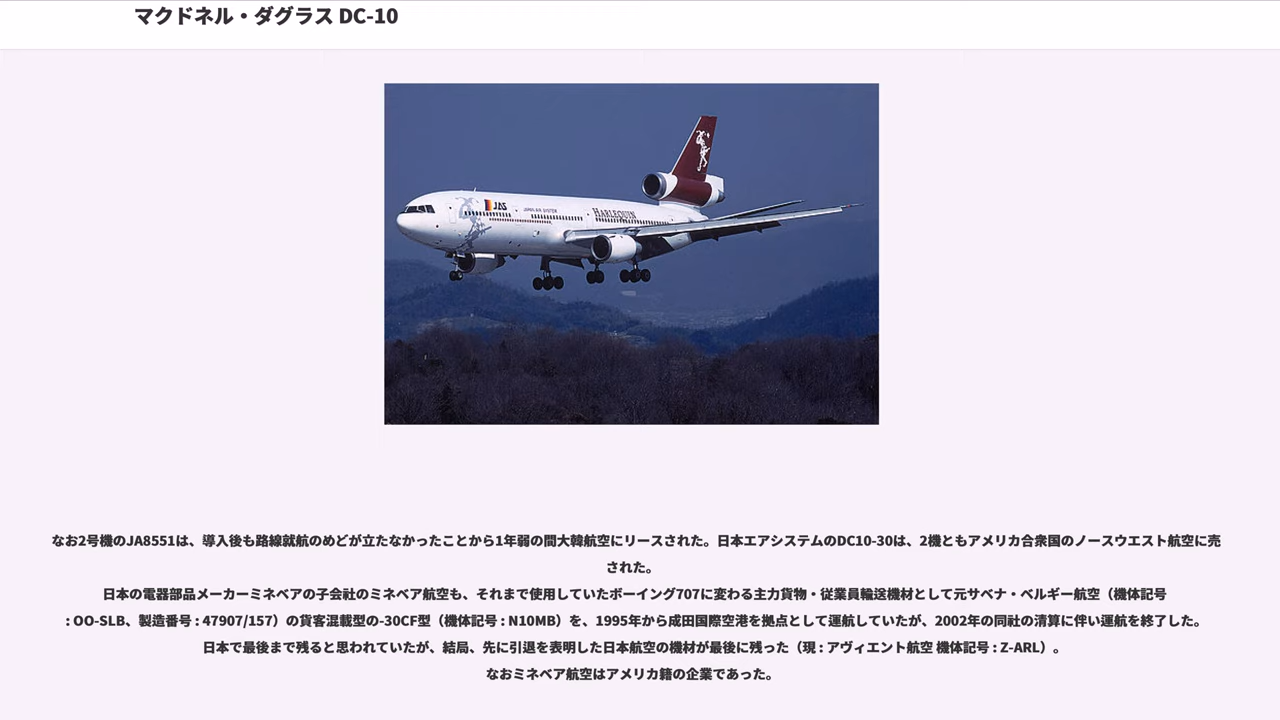 マクドネル・ダグラス DC-10
JAS
JAPAN AIR SYSTEM
HARLEQUIN
なお2号機のJA8551は、導入後も路線就航のめどが立たなかったことから1年弱の間大韓航空にリースされた。日本エアシステムのDC10-30は、2機ともアメリカ合衆国のノースウエスト航空に売
された。
日本の電器部品メーカーミネベアの子会社のミネベア航空も、それまで使用していたボーイング707に変わる主力貨物・従業員輸送機材として元サベナ・ベルギー航空（機体記号
: OO-SLB、製造番号 : 47907/157）の貨客混載型の-30CF型（機体記号 : N10MB）を、1995年から成田国際空港を拠点として運航していたが、2002年の同社の清算に伴い運航を終了した。
日本で最後まで残ると思われていたが、結局、先に引退を表明した日本航空の機材が最後に残った（現 : アヴィエント航空 機体記号 : Z-ARL）。
なおミネベア航空はアメリカ籍の企業であった。